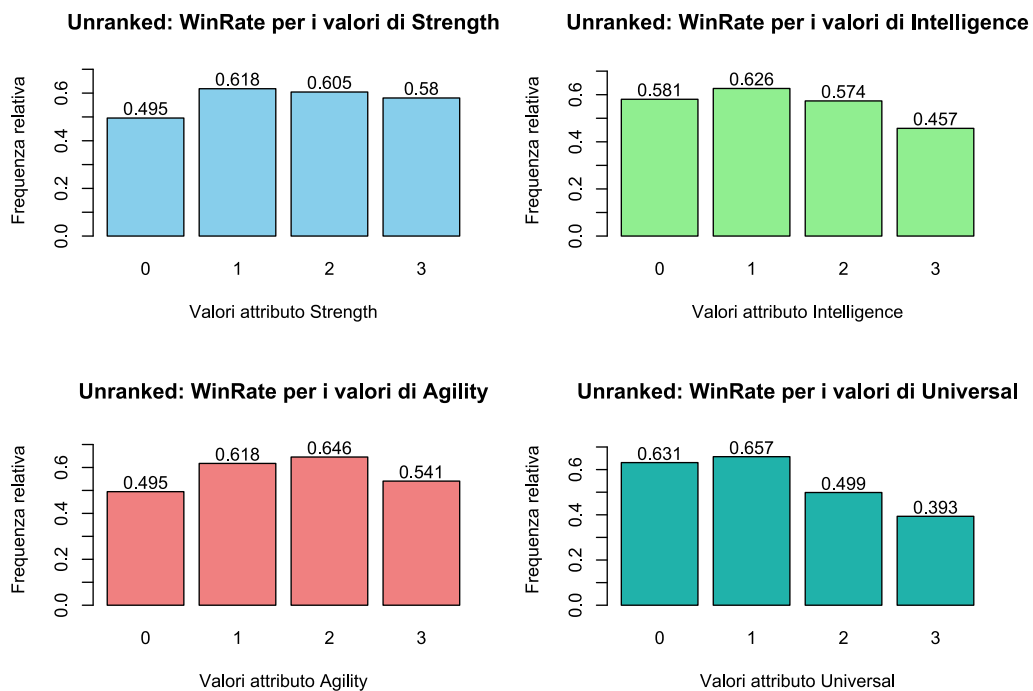 Unranked: WinRate per i valori di Strength
Frequenza relativa
0.0 0.2 0.4 0.6
0.495 0.618 0.605 0.58
0 1 2 3
Valori attributo Strength
Unranked: WinRate per i valori di Intelligence
Frequenza relativa
0.0 0.2 0.4 0.6
0.581 0.626 0.574 0.457
0 1 2 3
Valori attributo Intelligence
Unranked: WinRate per i valori di Agility
Frequenza relativa
0.0 0.2 0.4 0.6
0.495 0.618 0.646 0.541
0 1 2 3
Valori attributo Agility
Unranked: WinRate per i valori di Universal
Frequenza relativa
0.0 0.2 0.4 0.6
0.631 0.657 0.499 0.393
0 1 2 3
Valori attributo Universal